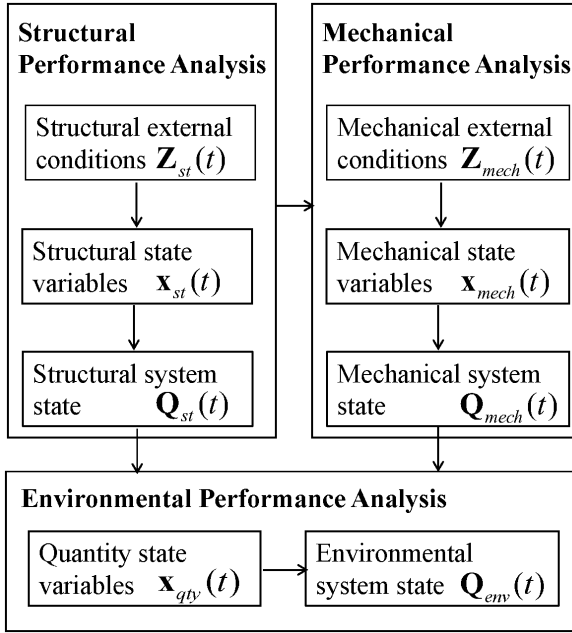 Structural
Performance Analysis
Structural external
conditions Z_st(t)
Structural state
variables x_st(t)
Structural system
state Q_st(t)
Mechanical
Performance Analysis
Mechanical external
conditions Z_mech(t)
Mechanical state
variables x_mech(t)
Mechanical system
state Q_mech(t)
Environmental Performance Analysis
Quantity state
variables x_qty(t)
Environmental
system state Q_env(t)